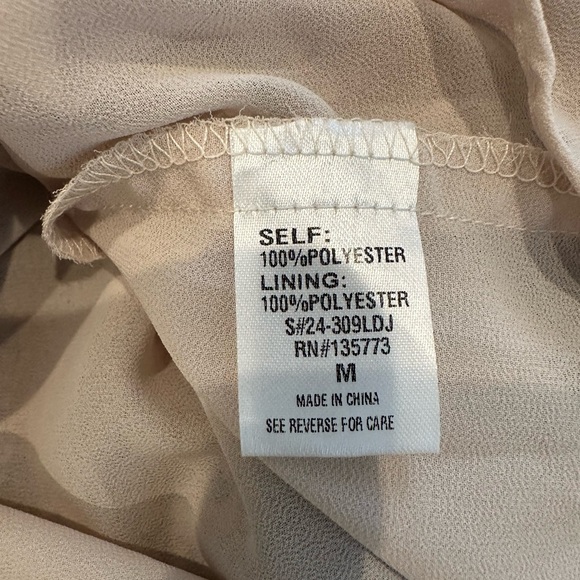 SELF:
100%POLYESTER
LINING:
100%POLYESTER
S#24-309LDJ
RN#135773
M
MADE IN CHINA
SEE REVERSE FOR CARE